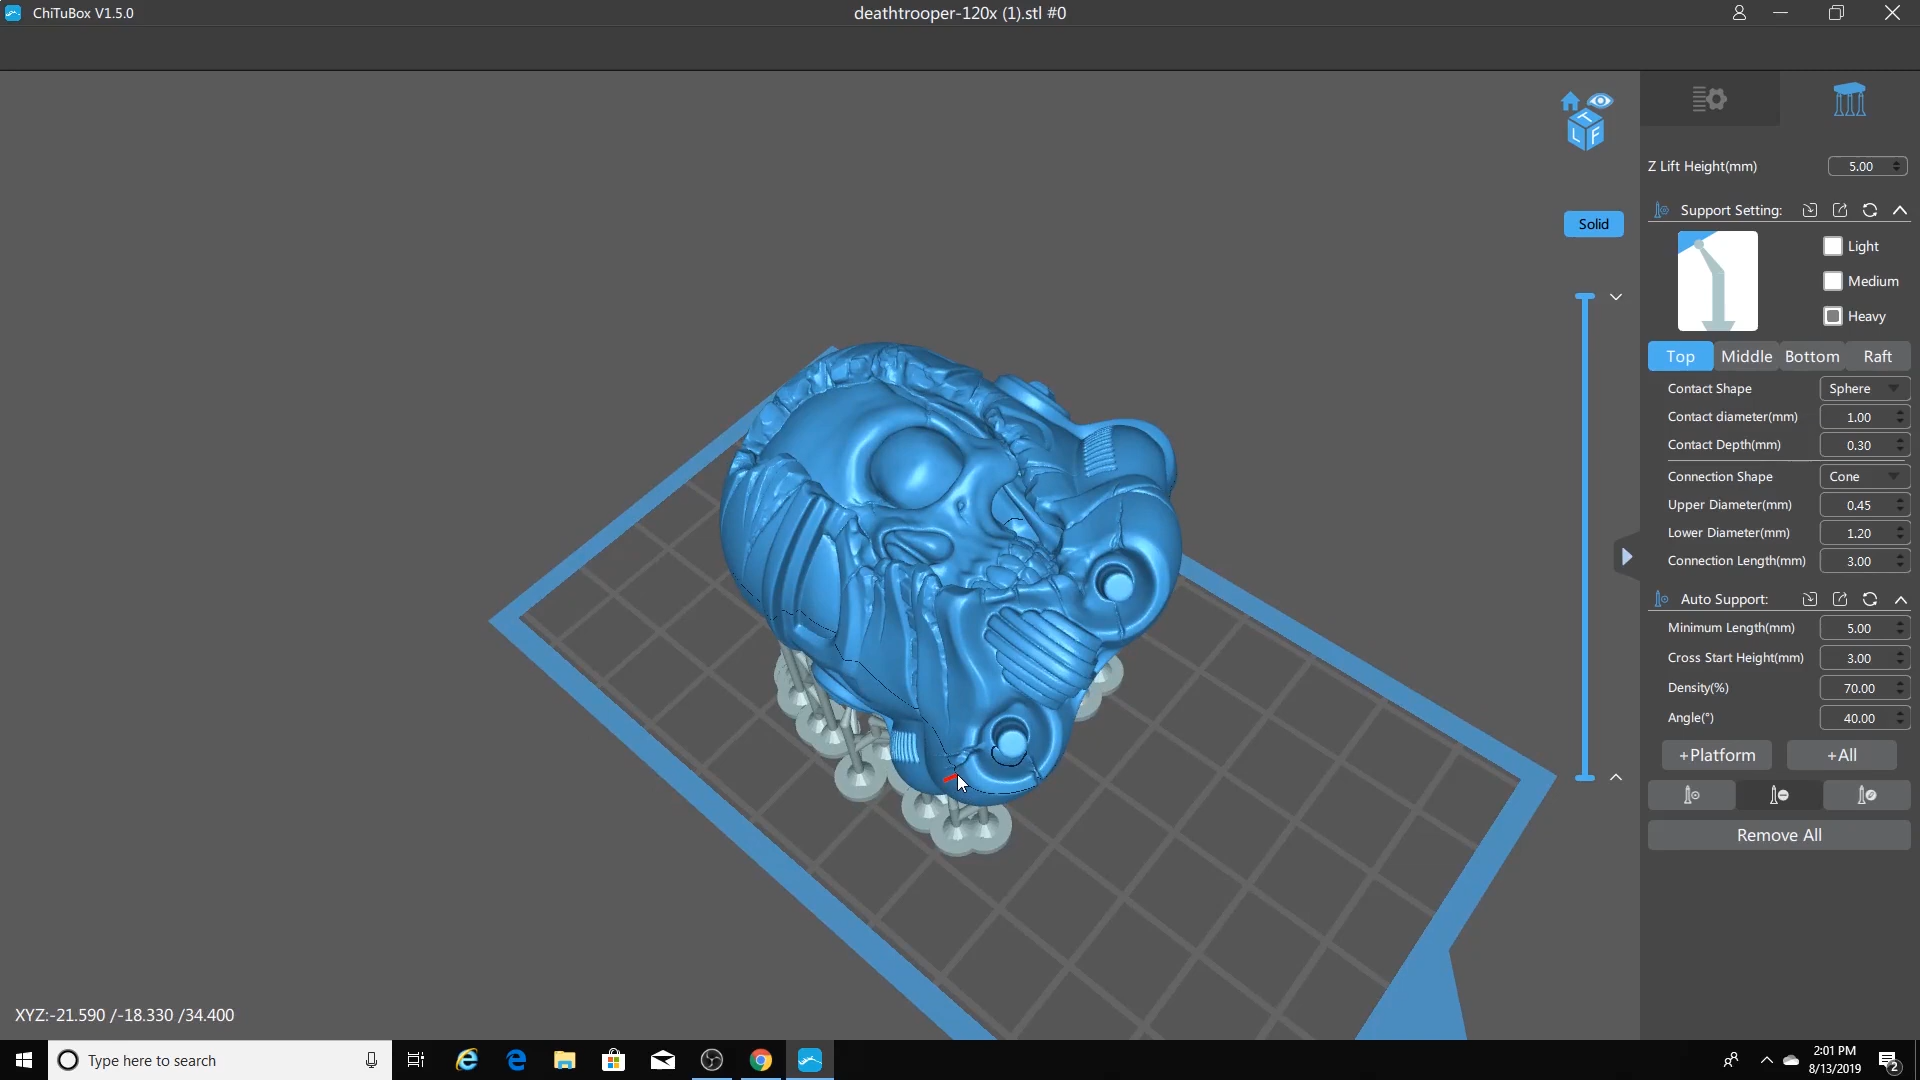 ChiTuBox V1.5.0
deathtrooper-120x (1).stl #0
T
L F
Z Lift Height(mm) 5.00
Support Setting:
Solid
Light
Medium
Heavy
Top Middle Bottom Raft
Contact Shape Sphere
Contact diameter(mm) 1.00
Contact Depth(mm) 0.30
Connection Shape Cone
Upper Diameter(mm) 0.45
Lower Diameter(mm) 1.20
Connection Length(mm) 3.00
Auto Support:
Minimum Length(mm) 5.00
Cross Start Height(mm) 3.00
Density(%) 70.00
Angle(°) 40.00
+Platform +All
Remove All
XYZ:-21.590 /-18.330 /34.400
Type here to search
2:01 PM
8/13/2019
2